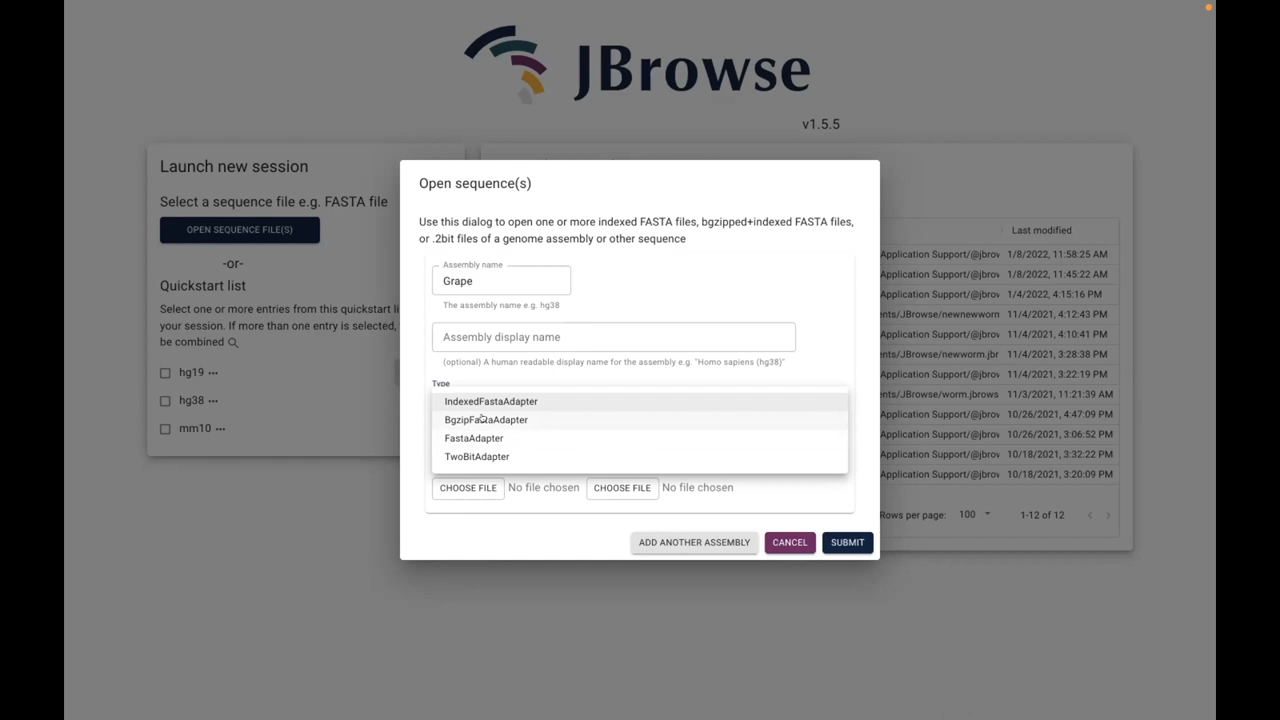 JBrowse
v1.5.5
Launch new session
Select a sequence file e.g. FASTA file
OPEN SEQUENCE FILE(S)
-or-
Quickstart list
Select one or more entries from this quickstart li
your session. If more than one entry is selected,
be combined
hg19 ...
hg38 ...
mm10 ...
Open sequence(s)
Use this dialog to open one or more indexed FASTA files, bgzipped+indexed FASTA files,
or .2bit files of a genome assembly or other sequence
Assembly name
Grape
The assembly name e.g. hg38
Assembly display name
(optional) A human readable display name for the assembly e.g. "Homo sapiens (hg38)"
Type
IndexedFastaAdapter
BgzipFastaAdapter
FastaAdapter
TwoBitAdapter
CHOOSE FILE No file chosen CHOOSE FILE No file chosen
ADD ANOTHER ASSEMBLY CANCEL SUBMIT
Last modified
Application Support/@jbrov 1/8/2022, 11:58:25 AM
Application Support/@jbrov 1/8/2022, 11:45:22 AM
Application Support/@jbrov 1/4/2022, 4:15:16 PM
nts/JBrowse/newnewworn 11/4/2021, 4:12:43 PM
Application Support/@jbrov 11/4/2021, 4:10:41 PM
ents/JBrowse/newworm.jbr 11/4/2021, 3:28:38 PM
Application Support/@jbrov 11/4/2021, 3:22:19 PM
ments/JBrowse/worm.jbrows 11/3/2021, 11:21:39 AM
Application Support/@jbrov 10/26/2021, 4:47:09 PM
Application Support/@jbrov 10/26/2021, 3:06:52 PM
Application Support/@jbrov 10/18/2021, 3:32:22 PM
Application Support/@jbrov 10/18/2021, 3:20:09 PM
Rows per page: 100 1-12 of 12